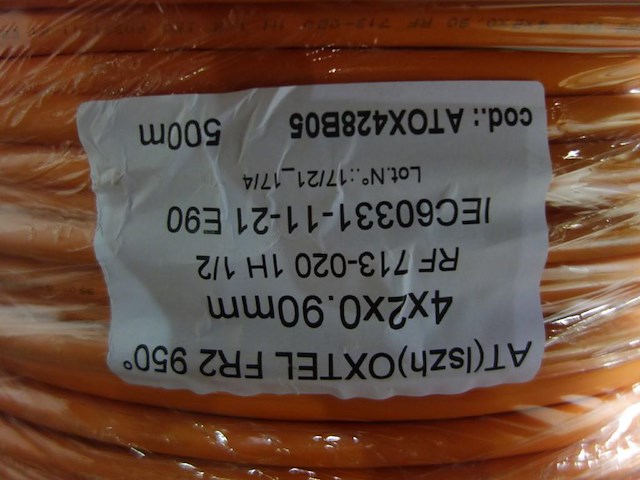 AT(lszh)OXTEL FR2 950°
4x2x0.90mm
RF 713-020 1H 1/2
IEC60331-11-21 E90
Lot.N°.:17/21_17/4
cod.: ATOX428B05 500m